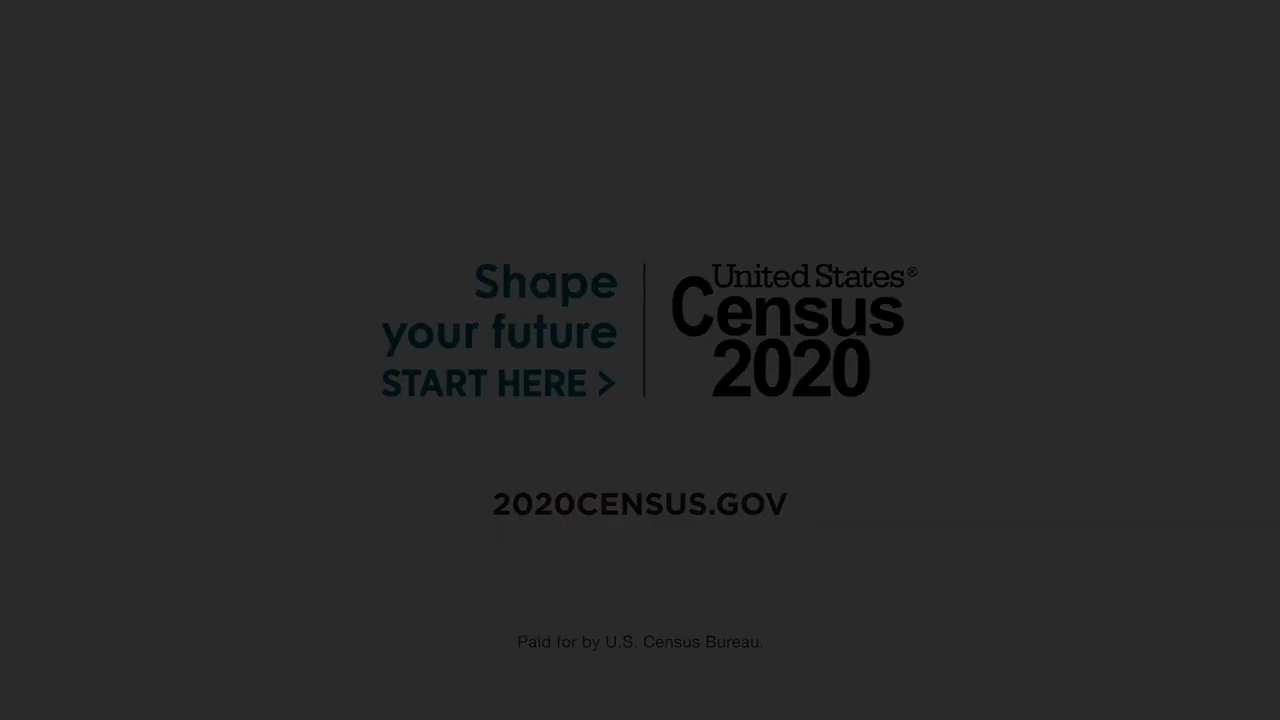 Shape
your future
START HERE >
United States®
Census
2020
2020CENSUS.GOV
Paid for by U.S. Census Bureau.